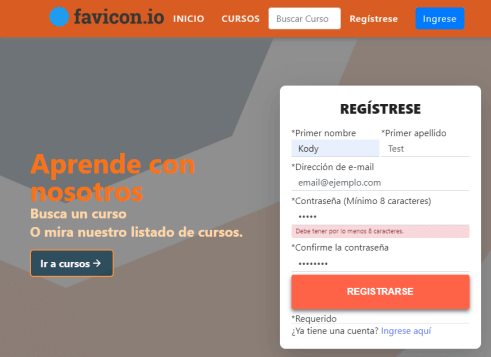 favicon.io INICIO CURSOS Buscar Curso Regístrese Ingrese
Aprende con
nosotros
Busca un curso
O mira nuestro listado de cursos.
Ir a cursos →
REGÍSTRESE
*Primer nombre *Primer apellido
Kody Test
*Dirección de e-mail
email@ejemplo.com
*Contraseña (Mínimo 8 caracteres)
•••••
Debe tener por lo menos 8 caracteres.
*Confirme la contraseña
••••••••
REGISTRARSE
*Requerido
¿Ya tiene una cuenta? Ingrese aquí